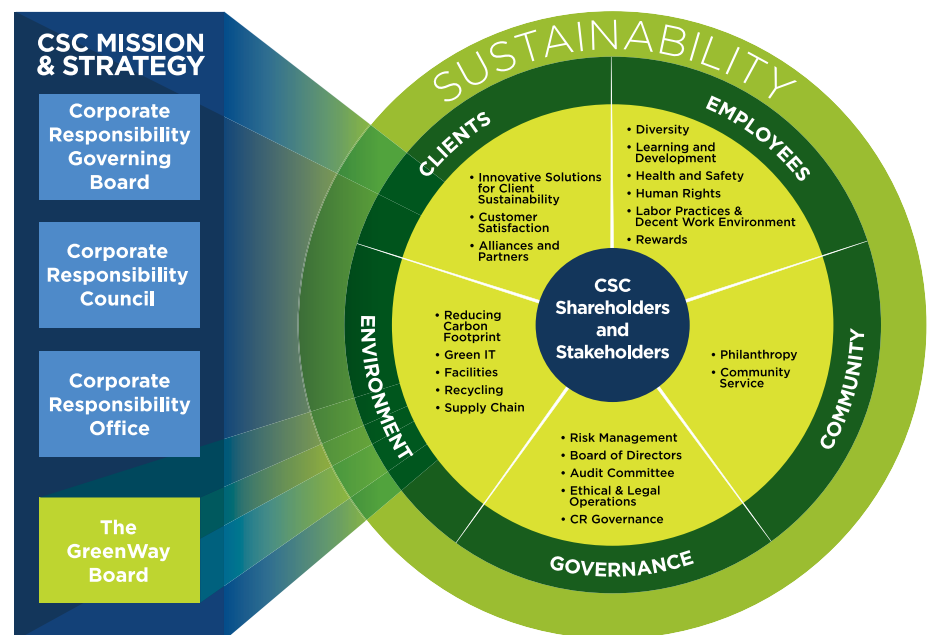 CSC MISSION
& STRATEGY
Corporate
Responsibility
Governing
Board
Corporate
Responsibility
Council
Corporate
Responsibility
Office
The
GreenWay
Board
SUSTAINABILITY
CLIENTS
• Innovative Solutions
for Client
Sustainability
• Customer
Satisfaction
• Alliances and
Partners
EMPLOYEES
• Diversity
• Learning and
Development
• Health and Safety
• Human Rights
• Labor Practices &
Decent Work Environment
• Rewards
CSC
Shareholders
and
Stakeholders
ENVIRONMENT
• Reducing
Carbon
Footprint
• Green IT
• Facilities
• Recycling
• Supply Chain
COMMUNITY
• Philanthropy
• Community
Service
• Risk Management
• Board of Directors
• Audit Committee
• Ethical & Legal
Operations
• CR Governance
GOVERNANCE